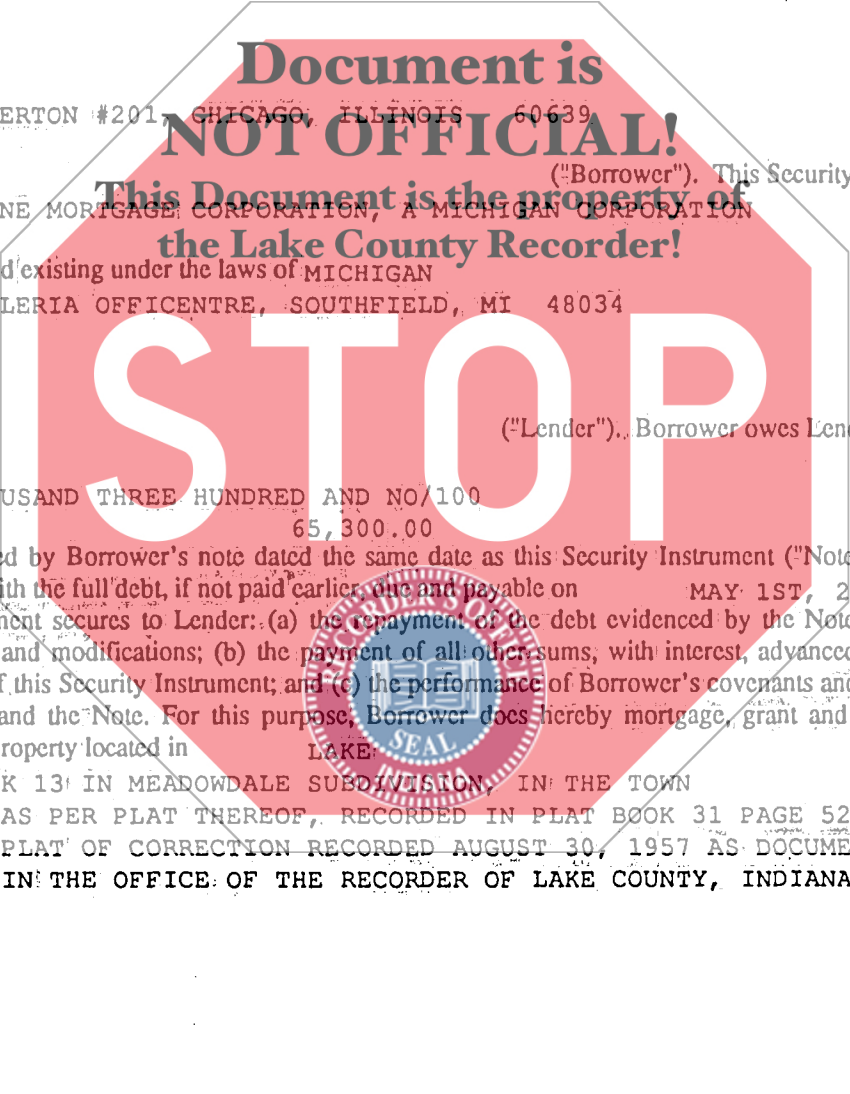 Document is
ERTON #201, CHICAGO, ILLINOIS 60639
NOT OFFICIAL!
("Borrower"). This Security
This Document is the property of
NE MORTGAGE CORPORATION, A MICHIGAN CORPORATION
the Lake County Recorder!
d existing under the laws of MICHIGAN
LERIA OFFICENTRE, SOUTHFIELD, MI 48034
STOP
("Lender"). Borrower owes Len
USAND THREE HUNDRED AND NO/100
65,300.00
ed by Borrower's note dated the same date as this Security Instrument ("Note
ith the full debt, if not paid earlier, due and payable on MAY 1ST, 2
ment secures to Lender: (a) the repayment of the debt evidenced by the Note
and modifications; (b) the payment of all other sums, with interest, advanced
f this Security Instrument; and (c) the performance of Borrower's covenants and
and the Note. For this purpose, Borrower does hereby mortgage, grant and
roperty located in LAKE
RECORDER'S OFFICE
SEAL
INDIANA
K 13 IN MEADOWDALE SUBDIVISION, IN THE TOWN
AS PER PLAT THEREOF, RECORDED IN PLAT BOOK 31 PAGE 52
PLAT OF CORRECTION RECORDED AUGUST 30, 1957 AS DOCUME
IN THE OFFICE OF THE RECORDER OF LAKE COUNTY, INDIANA